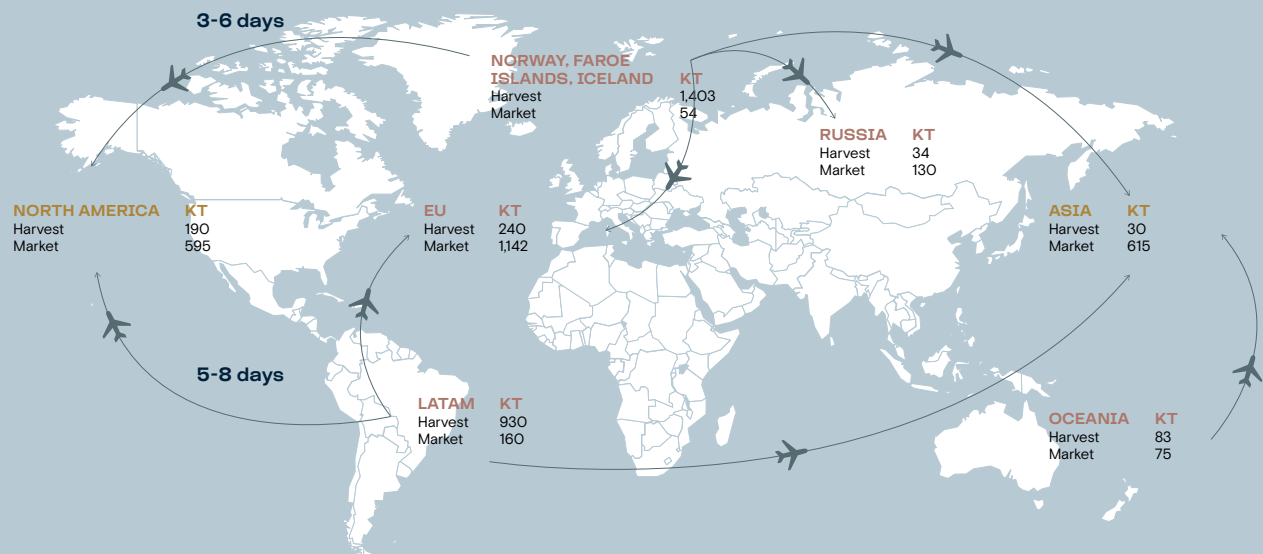 3-6 days
NORWAY, FAROE
ISLANDS, ICELAND KT
Harvest 1,403
Market 54
RUSSIA KT
Harvest 34
Market 130
NORTH AMERICA KT
Harvest 190
Market 595
EU KT
Harvest 240
Market 1,142
ASIA KT
Harvest 30
Market 615
5-8 days
LATAM KT
Harvest 930
Market 160
OCEANIA KT
Harvest 83
Market 75